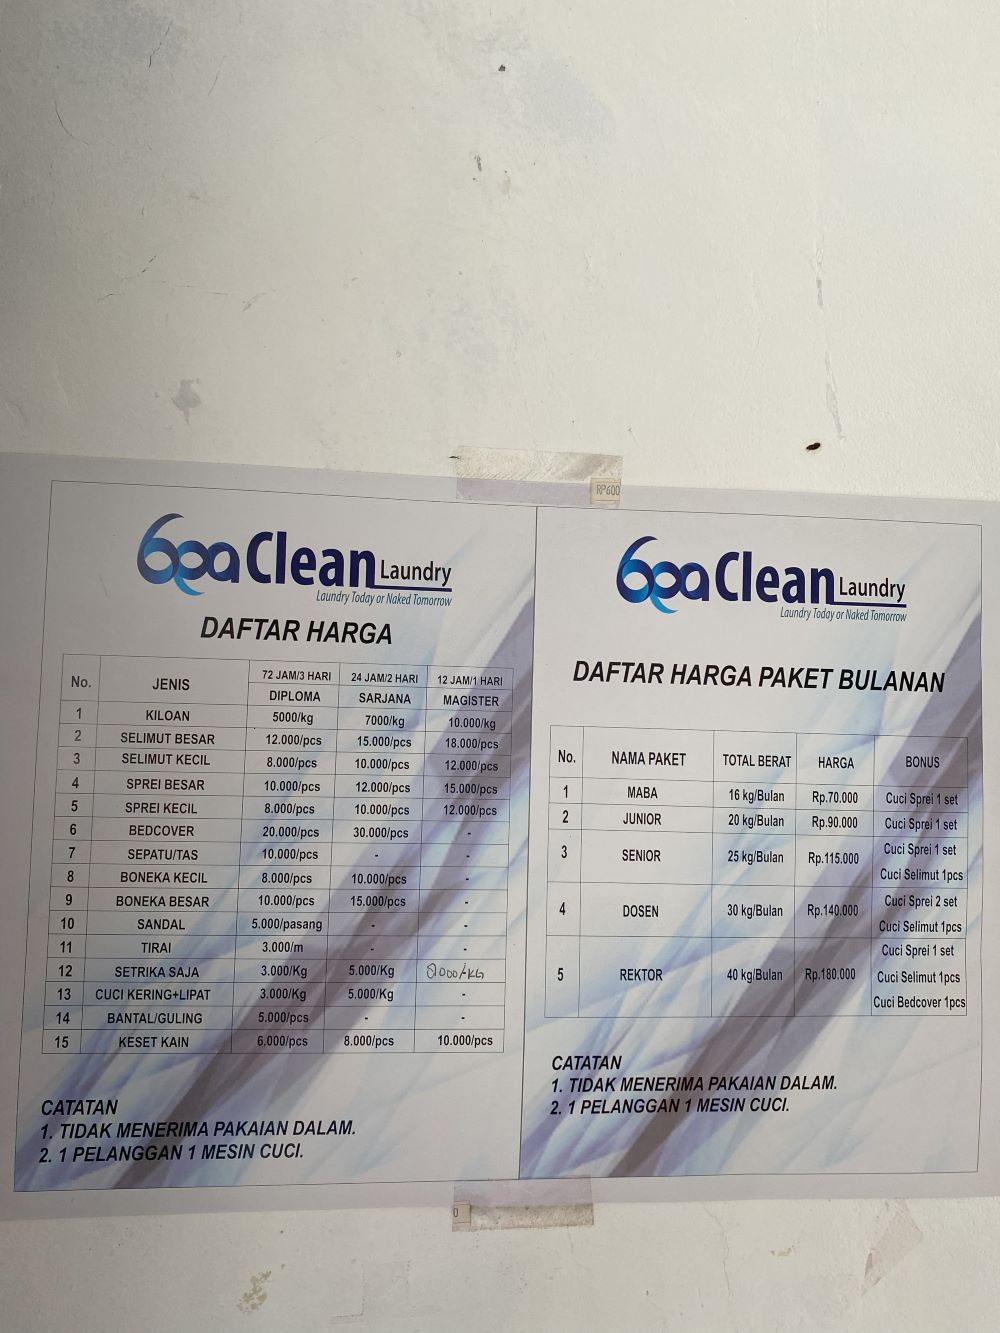 RP600
6pa Clean Laundry
Laundry Today or Naked Tomorrow
DAFTAR HARGA
No. JENIS 72 JAM/3 HARI 24 JAM/2 HARI 12 JAM/1 HARI
DIPLOMA SARJANA MAGISTER
1 KILOAN 5000/kg 7000/kg 10.000/kg
2 SELIMUT BESAR 12.000/pcs 15.000/pcs 18.000/pcs
3 SELIMUT KECIL 8.000/pcs 10.000/pcs 12.000/pcs
4 SPREI BESAR 10.000/pcs 12.000/pcs 15.000/pcs
5 SPREI KECIL 8.000/pcs 10.000/pcs 12.000/pcs
6 BEDCOVER 20.000/pcs 30.000/pcs -
7 SEPATU/TAS 10.000/pcs - -
8 BONEKA KECIL 8.000/pcs 10.000/pcs -
9 BONEKA BESAR 10.000/pcs 15.000/pcs -
10 SANDAL 5.000/pasang - -
11 TIRAI 3.000/m - -
12 SETRIKA SAJA 3.000/Kg 5.000/Kg 8000/KG
13 CUCI KERING+LIPAT 3.000/Kg 5.000/Kg -
14 BANTAL/GULING 5.000/pcs - -
15 KESET KAIN 6.000/pcs 8.000/pcs 10.000/pcs
CATATAN
1. TIDAK MENERIMA PAKAIAN DALAM.
2. 1 PELANGGAN 1 MESIN CUCI.
6pa Clean Laundry
Laundry Today or Naked Tomorrow
DAFTAR HARGA PAKET BULANAN
No. NAMA PAKET TOTAL BERAT HARGA BONUS
1 MABA 16 kg/Bulan Rp.70.000 Cuci Sprei 1 set
2 JUNIOR 20 kg/Bulan Rp.90.000 Cuci Sprei 1 set
3 SENIOR 25 kg/Bulan Rp.115.000 Cuci Sprei 1 set
Cuci Selimut 1pcs
4 DOSEN 30 kg/Bulan Rp.140.000 Cuci Sprei 2 set
Cuci Selimut 1pcs
5 REKTOR 40 kg/Bulan Rp.180.000 Cuci Sprei 1 set
Cuci Selimut 1pcs
Cuci Bedcover 1pcs
CATATAN
1. TIDAK MENERIMA PAKAIAN DALAM.
2. 1 PELANGGAN 1 MESIN CUCI.
0